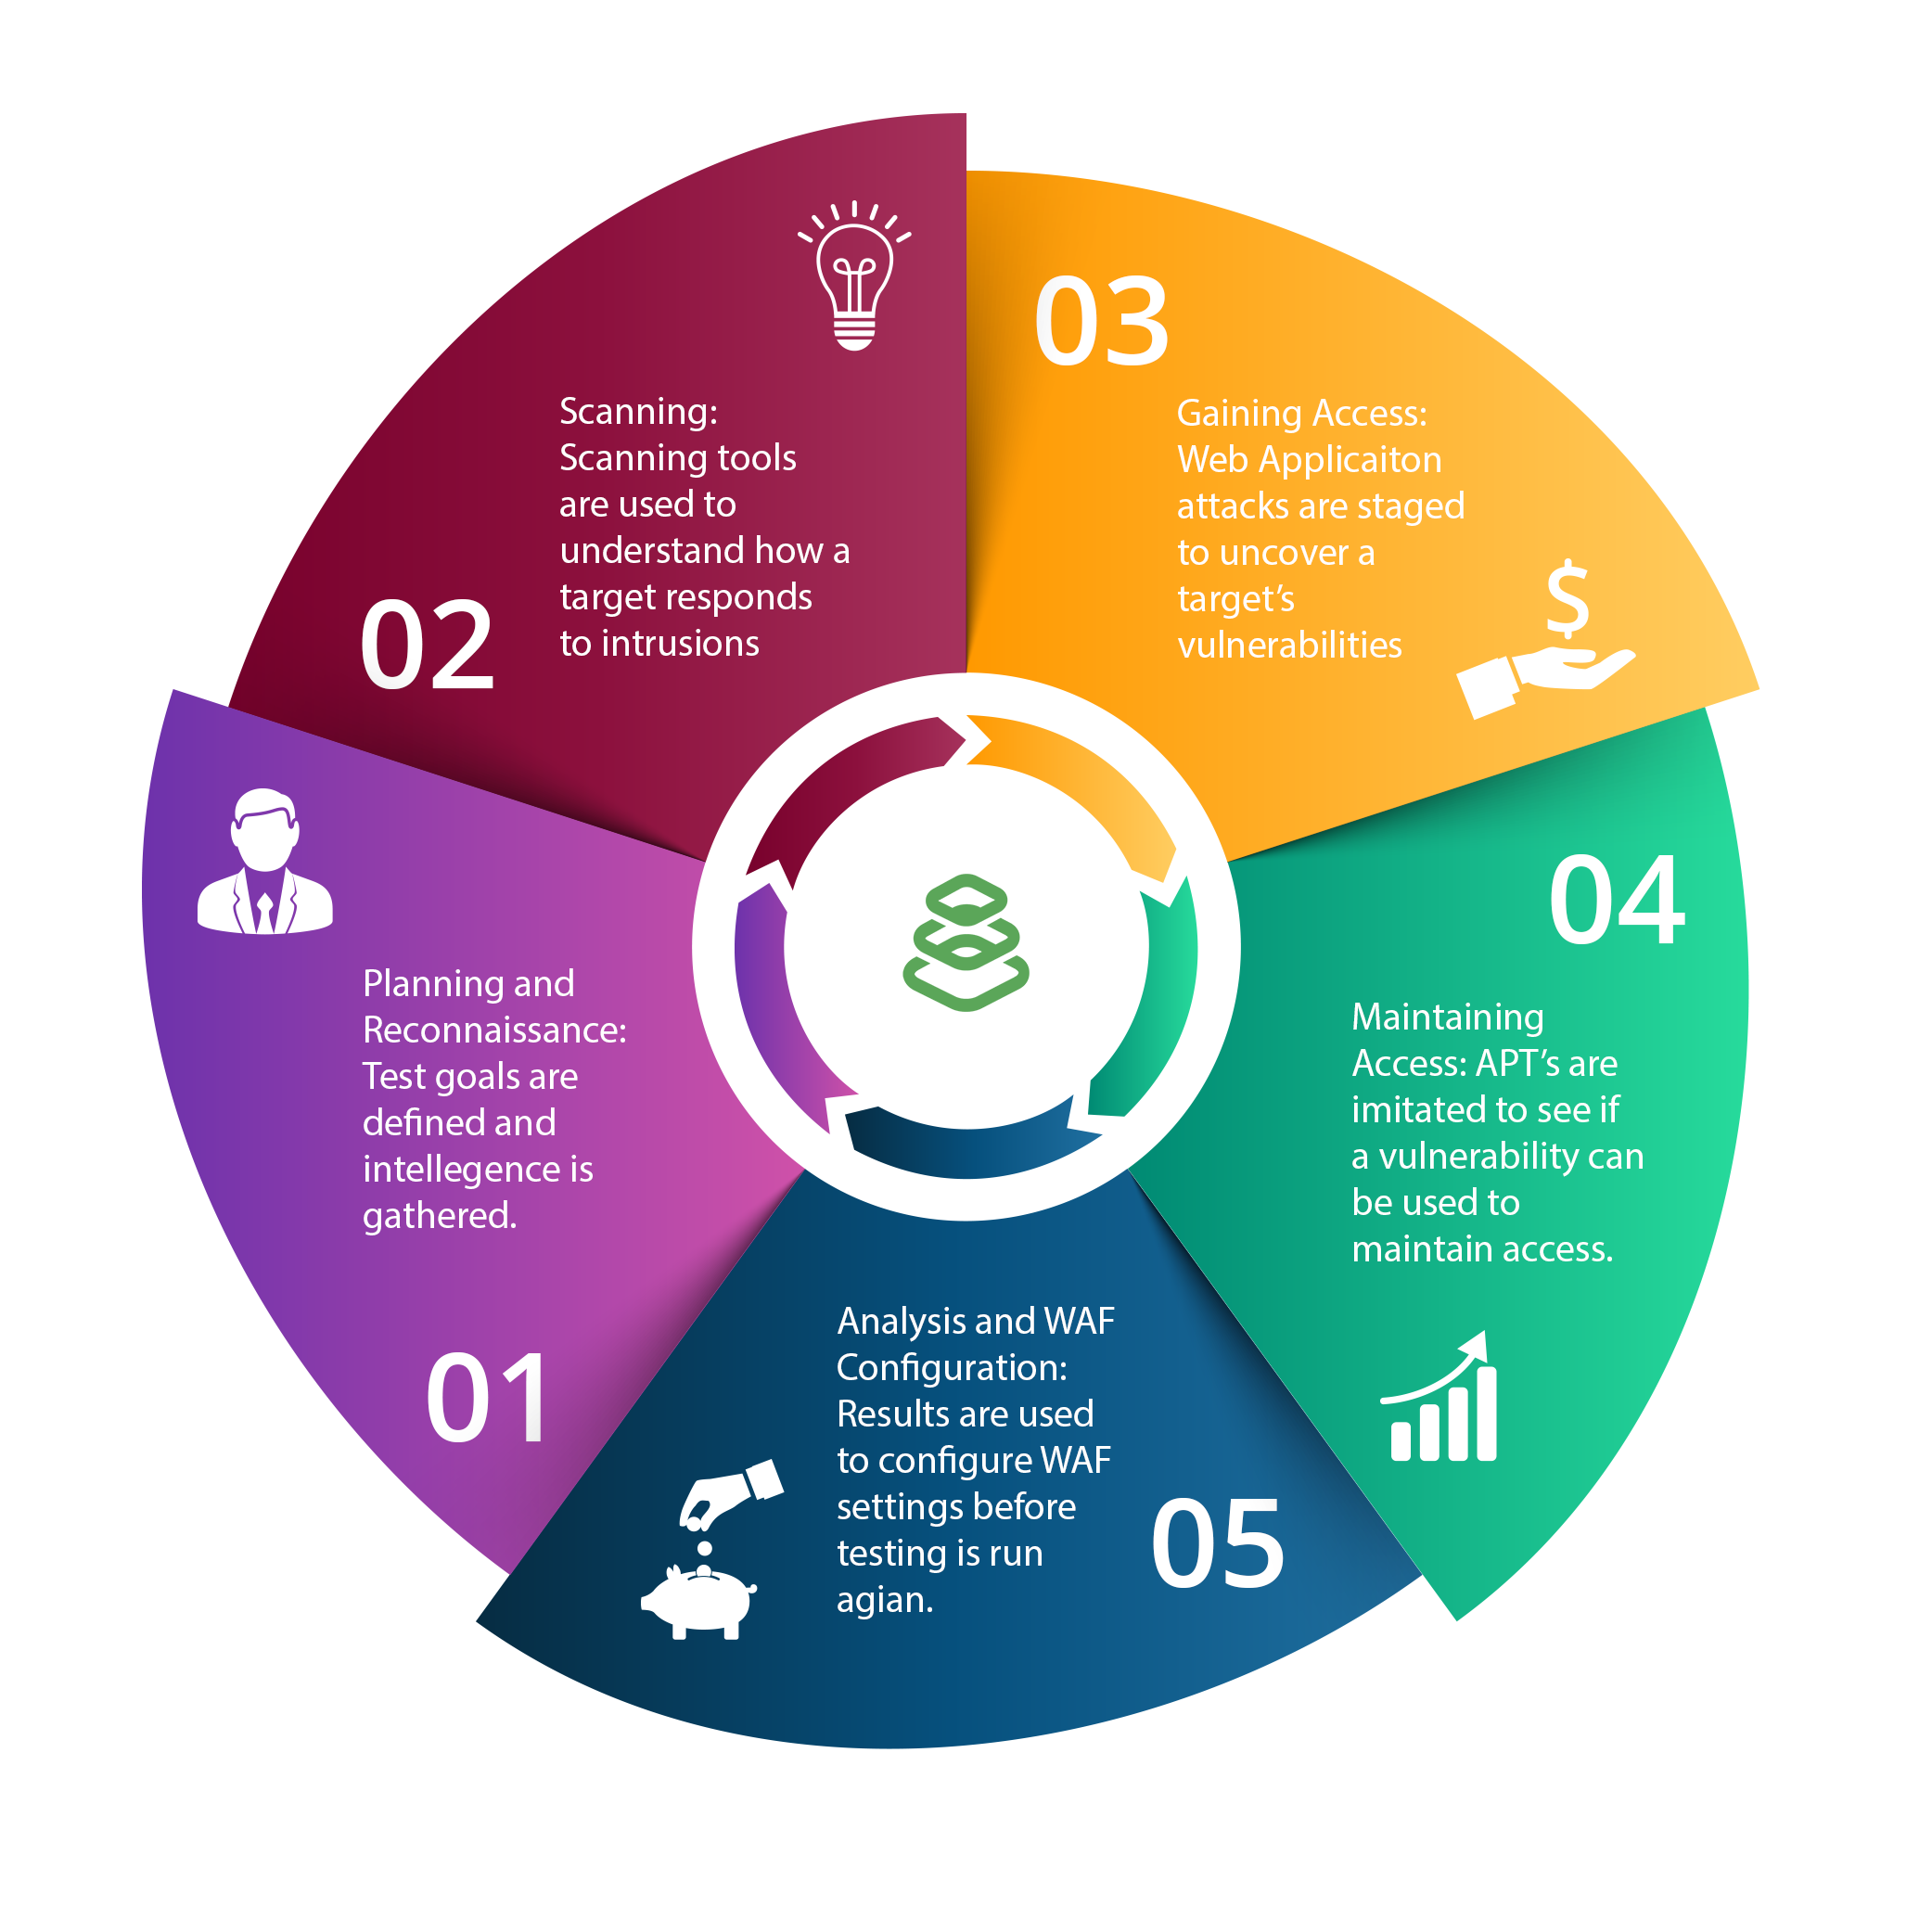 01
Planning and
Reconnaissance:
Test goals are
defined and
intellegence is
gathered.
02
Scanning:
Scanning tools
are used to
understand how a
target responds
to intrusions
03
Gaining Access:
Web Applicaiton
attacks are staged
to uncover a
target’s
vulnerabilities
$
04
Maintaining
Access: APT’s are
imitated to see if
a vulnerability can
be used to
maintain access.
05
Analysis and WAF
Configuration:
Results are used
to configure WAF
settings before
testing is run
agian.